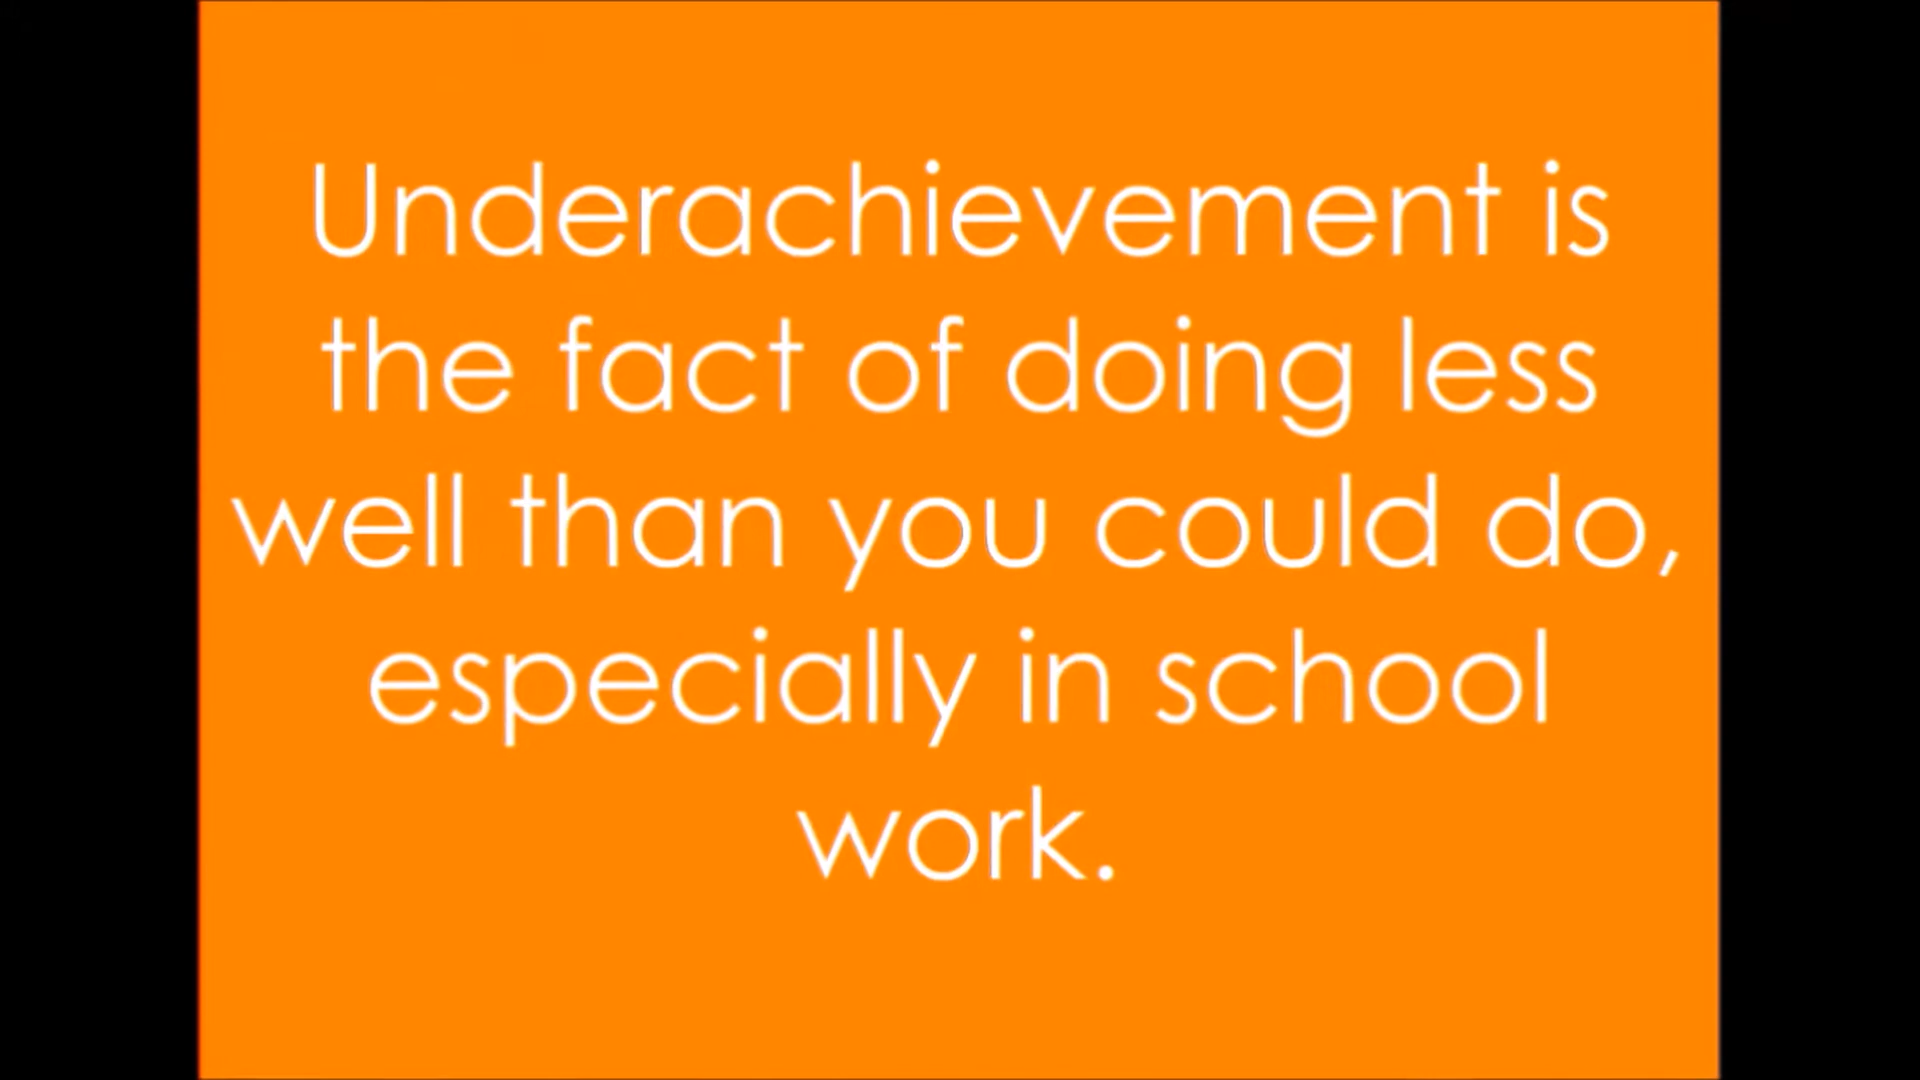 Underachievement is
the fact of doing less
well than you could do,
especially in school
work.